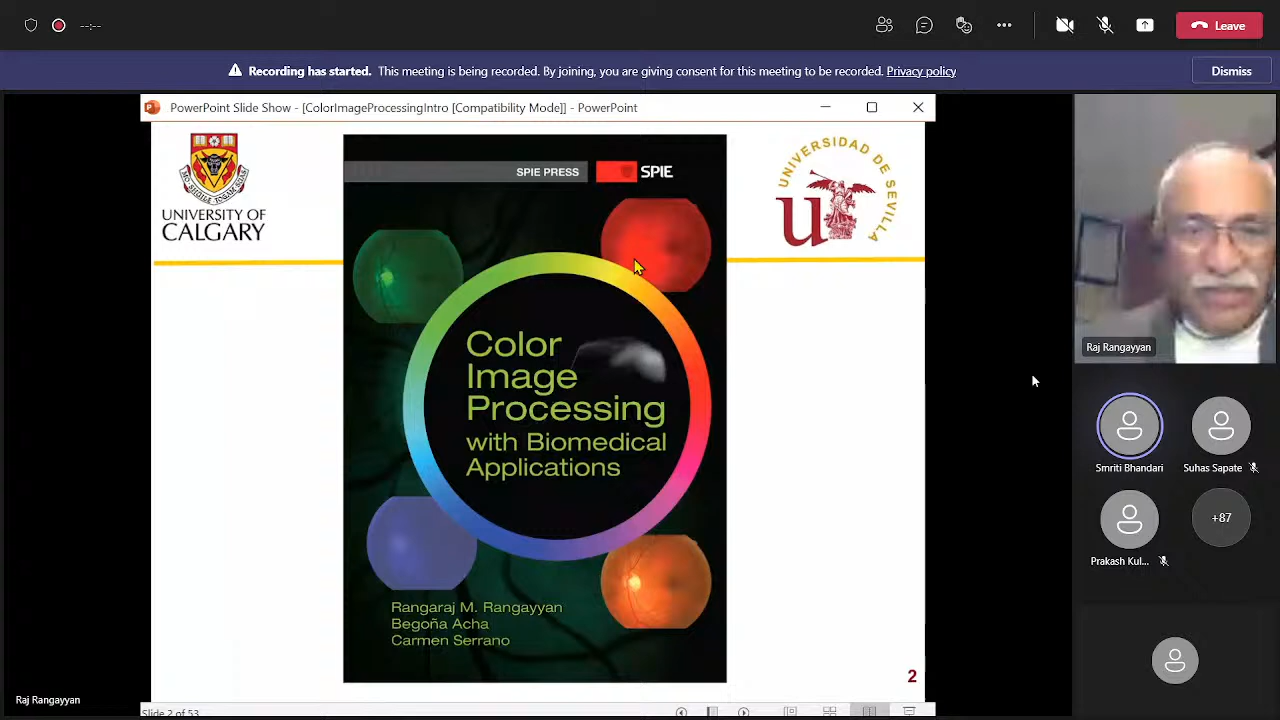 --:--
Leave
Recording has started. This meeting is being recorded. By joining, you are giving consent for this meeting to be recorded. Privacy policy
Dismiss
PowerPoint Slide Show - [ColorImageProcessingIntro [Compatibility Mode]] - PowerPoint
UNIVERSITY OF
CALGARY
SPIE PRESS
SPIE
UNIVERSIDAD DE SEVILLA
Color
Image
Processing
with Biomedical
Applications
Rangaraj M. Rangayyan
Begoña Acha
Carmen Serrano
2
Slide 2 of 53
Raj Rangayyan
Raj Rangayyan
Smriti Bhandari
Suhas Sapate
Prakash Kul...
+87